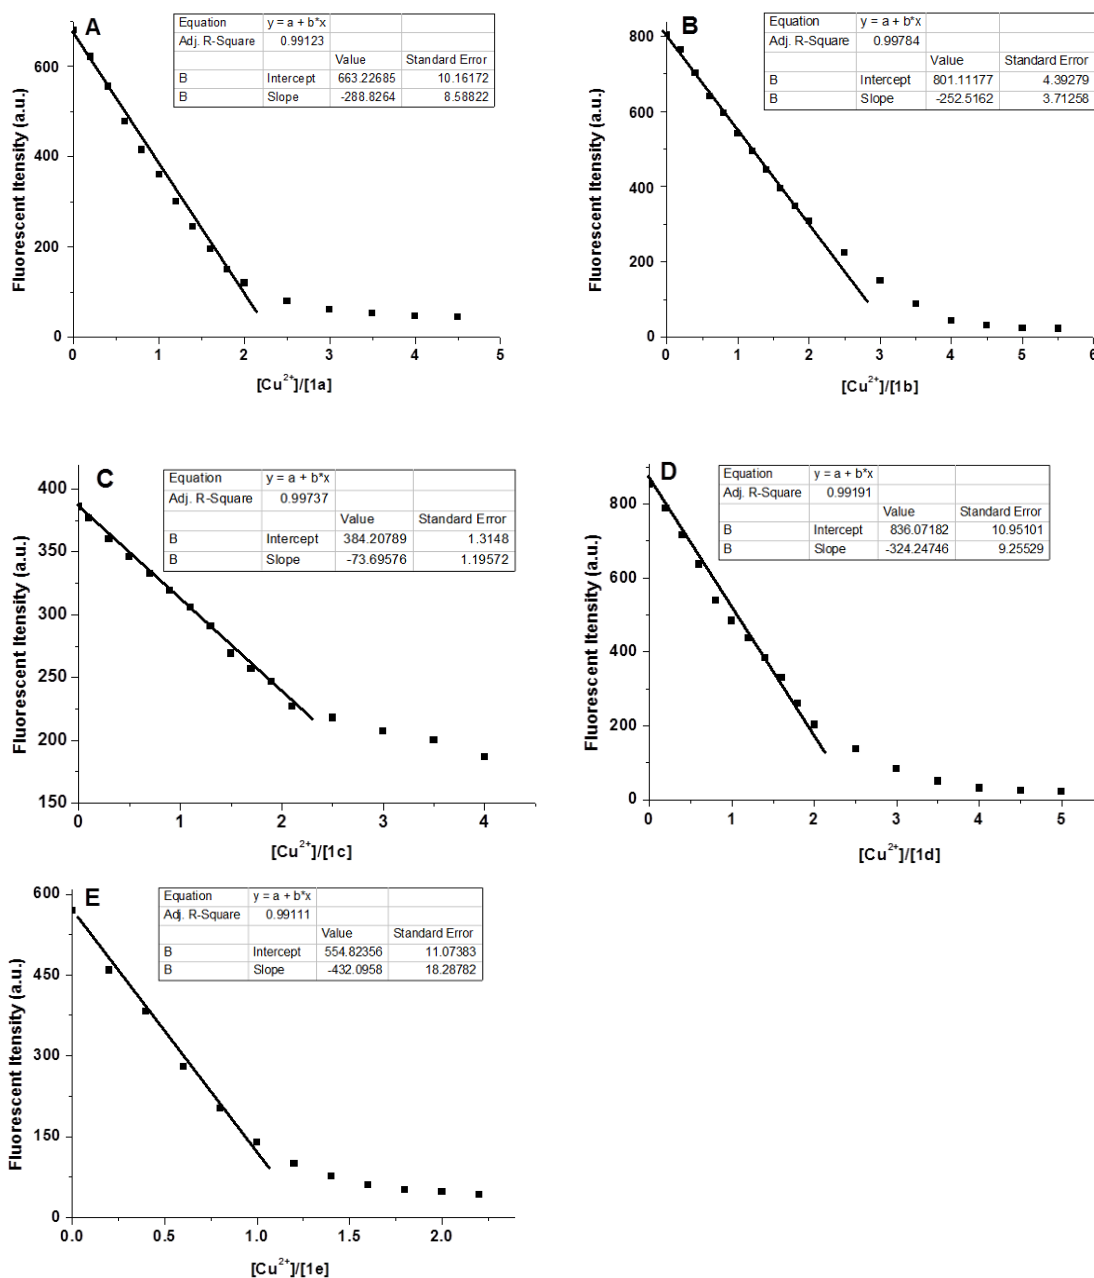 A
Equation y = a + b*x
Adj. R-Square 0.99123
Value Standard Error
B Intercept 663.22685 10.16172
B Slope -288.8264 8.58822
Fluorescent Itensity (a.u.)
600
400
200
0
0 1 2 3 4 5
[Cu2+]/[1a]
B
Equation y = a + b*x
Adj. R-Square 0.99784
Value Standard Error
B Intercept 801.11177 4.39279
B Slope -252.5162 3.71258
Fluorescent Itensity (a.u.)
800
600
400
200
0
0 1 2 3 4 5 6
[Cu2+]/[1b]
C
Equation y = a + b*x
Adj. R-Square 0.99737
Value Standard Error
B Intercept 384.20789 1.3148
B Slope -73.69576 1.19572
Fluorescent Itensity (a.u.)
400
350
300
250
200
150
0 1 2 3 4
[Cu2+]/[1c]
D
Equation y = a + b*x
Adj. R-Square 0.99191
Value Standard Error
B Intercept 836.07182 10.95101
B Slope -324.24746 9.25529
Fluorescent Itensity (a.u.)
800
600
400
200
0
0 1 2 3 4 5
[Cu2+]/[1d]
E
Equation y = a + b*x
Adj. R-Square 0.99111
Value Standard Error
B Intercept 554.82356 11.07383
B Slope -432.0958 18.28782
Fluorescent Itensity (a.u.)
600
450
300
150
0
0.0 0.5 1.0 1.5 2.0
[Cu2+]/[1e]